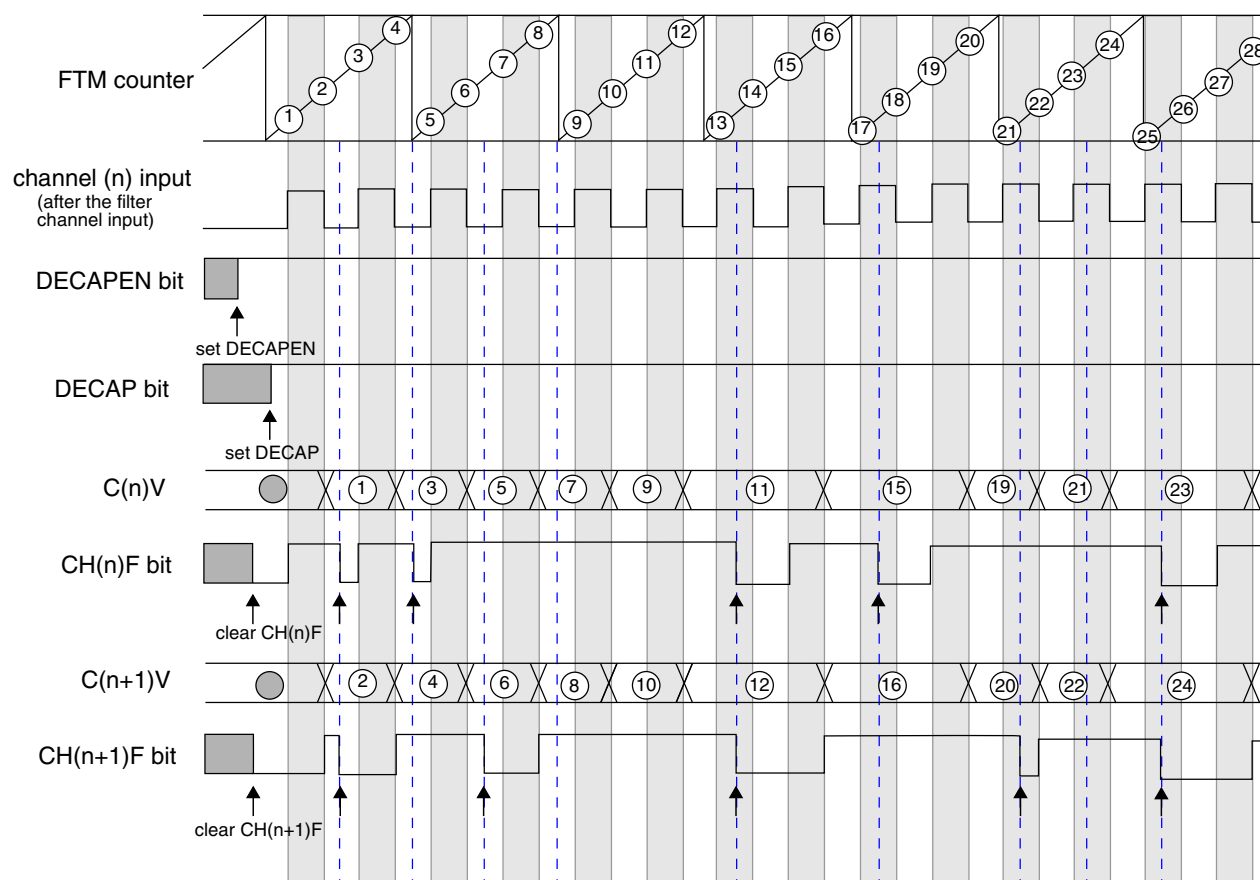 FTM counter
1 2 3 4 5 6 7 8 9 10 11 12 13 14 15 16 17 18 19 20 21 22 23 24 25 26 27 28
channel (n) input
(after the filter
channel input)
DECAPEN bit
set DECAPEN
DECAP bit
set DECAP
C(n)V 1 3 5 7 9 11 15 19 21 23
CH(n)F bit
clear CH(n)F
C(n+1)V 2 4 6 8 10 12 16 20 22 24
CH(n+1)F bit
clear CH(n+1)F